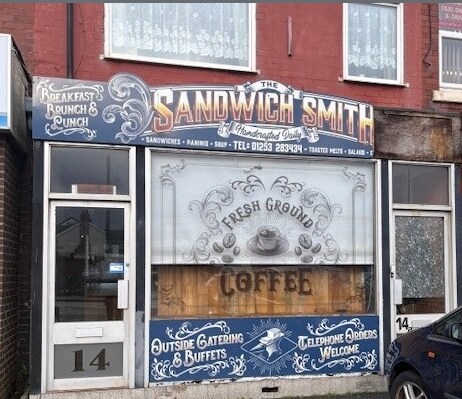 BREAKFAST
BRUNCH &
LUNCH
THE
SANDWICH SMITH
Handcrafted Daily
• SANDWICHES • PANINIS • SOUP • TEL: 01253 283434 • TOASTED MELTS • SALADS •
FRESH GROUND
COFFEE
14
14
OUTSIDE CATERING
& BUFFETS
TELEPHONE ORDERS
WELCOME